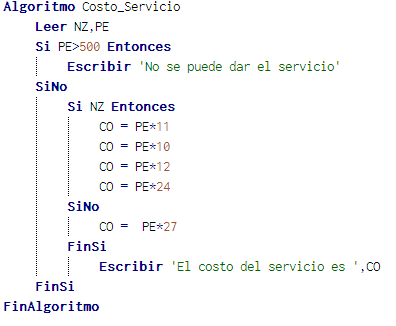 Algoritmo Costo_Servicio
Leer NZ,PE
Si PE>500 Entonces
Escribir 'No se puede dar el servicio'
SiNo
Si NZ Entonces
CO = PE*11
CO = PE*10
CO = PE*12
CO = PE*24
SiNo
CO = PE*27
FinSi
Escribir 'El costo del servicio es ',CO
FinSi
FinAlgoritmo